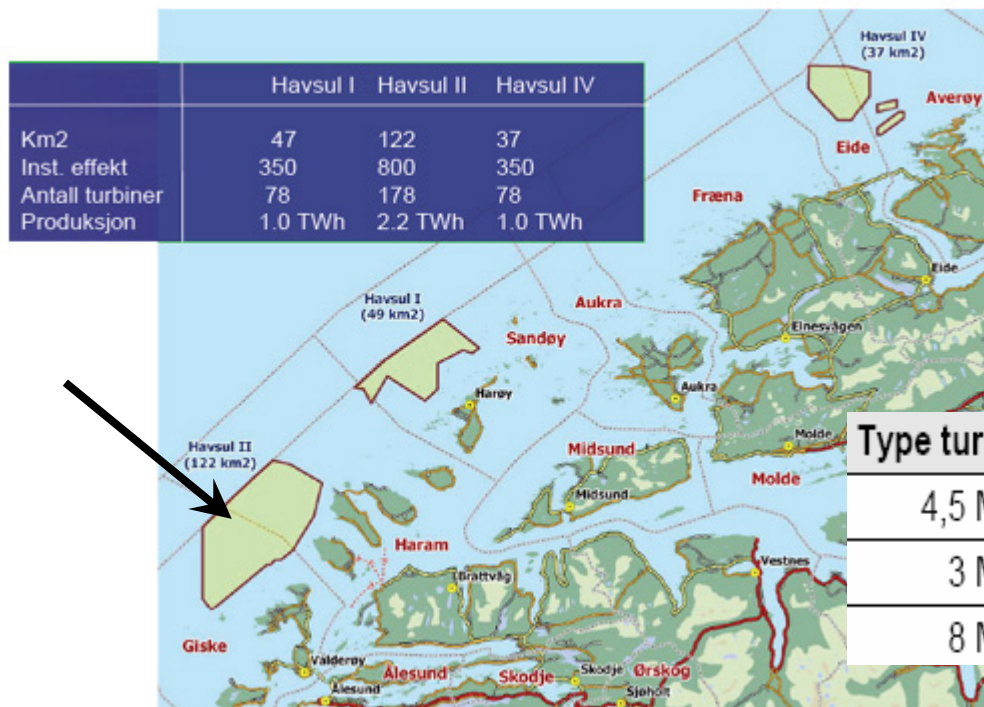 Havsul I Havsul II Havsul IV
Km2 47 122 37
Inst. effekt 350 800 350
Antall turbiner 78 178 78
Produksjon 1.0 TWh 2.2 TWh 1.0 TWh
Havsul IV
(37 km2)
Averøy
Eide
Fræna
Eide
Havsul I
(49 km2)
Aukra
Sandøy
Elnesvågen
Harøy
Aukra
Havsul II
(122 km2)
Midsund
Molde
Molde
Midsund
Type tur
4,5 M
3 M
8 M
Haram
Brattvåg
Vestnes
Giske
Valderøy
Ålesund
Skodje
Skodje
Ørskog
Ålesund
Sjøholt